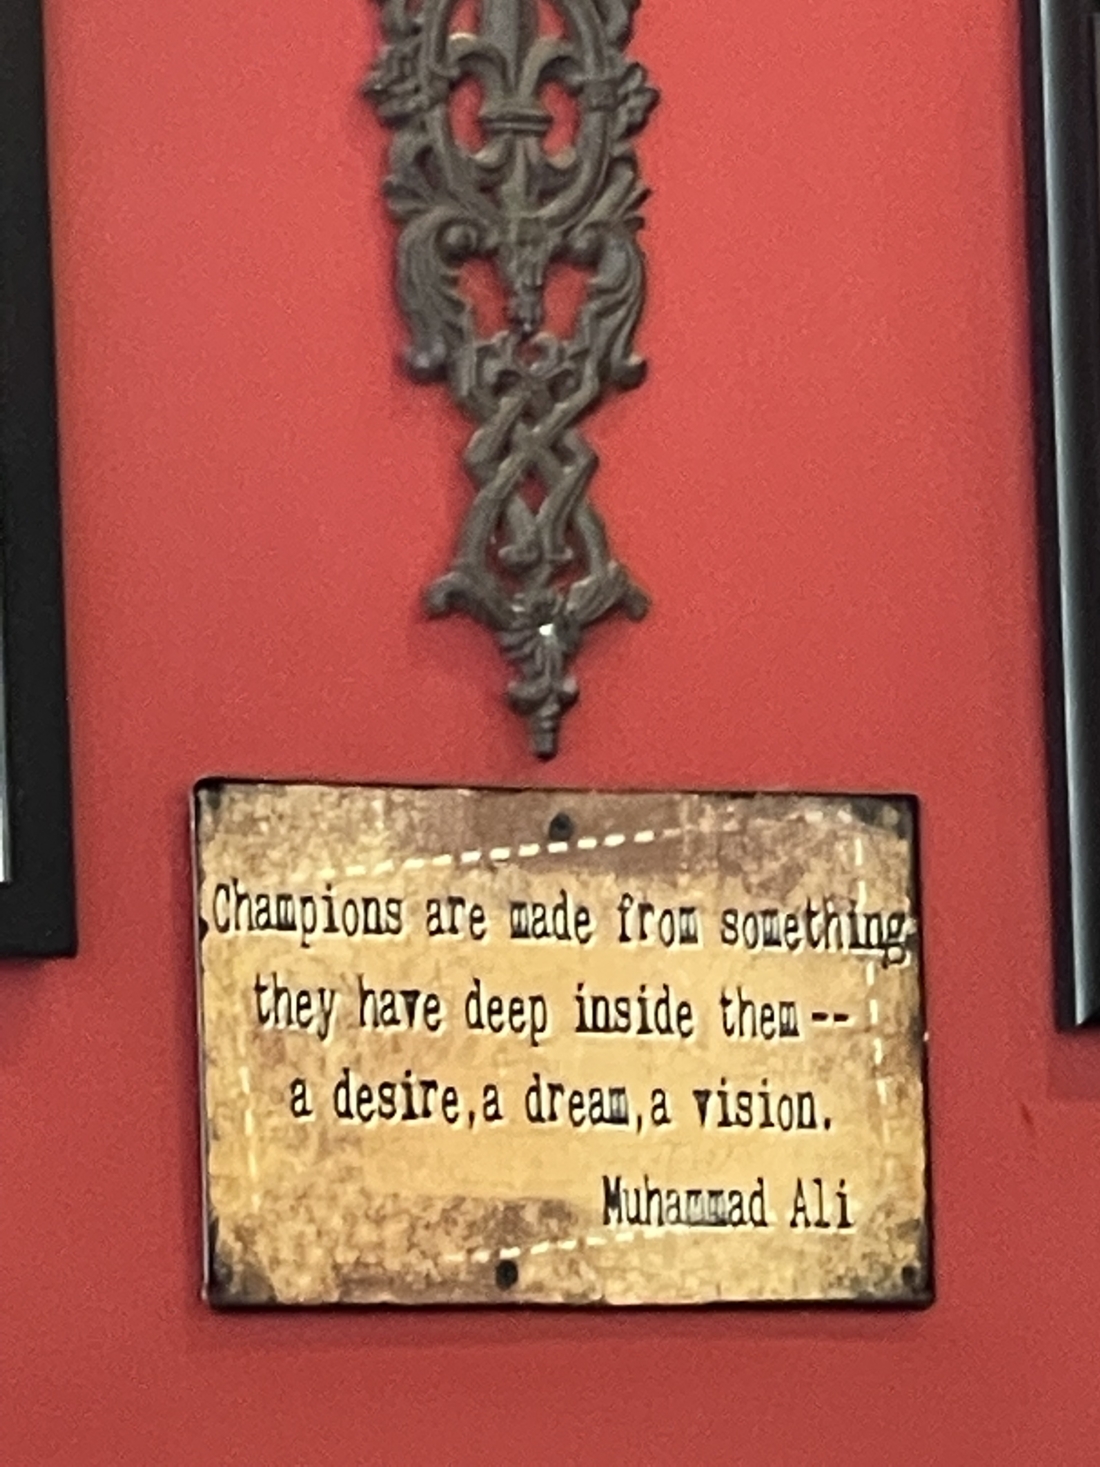 Champions are made from something
they have deep inside them--
a desire,a dream,a vision.
Muhammad Ali